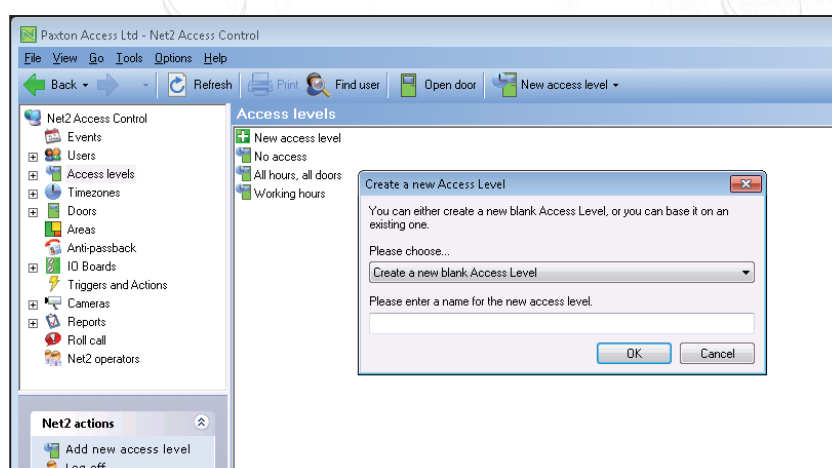 Paxton Access Ltd - Net2 Access Control
File View Go Tools Options Help
Back Refresh Print Find user Open door New access level
Net2 Access Control
Events
Users
Access levels
Timezones
Doors
Areas
Anti-passback
IO Boards
Triggers and Actions
Cameras
Reports
Roll call
Net2 operators
Net2 actions
Add new access level
Log off
Access levels
New access level
No access
All hours, all doors
Working hours
Create a new Access Level
You can either create a new blank Access Level, or you can base it on an
existing one.
Please choose...
Create a new blank Access Level
Please enter a name for the new access level.
OK Cancel